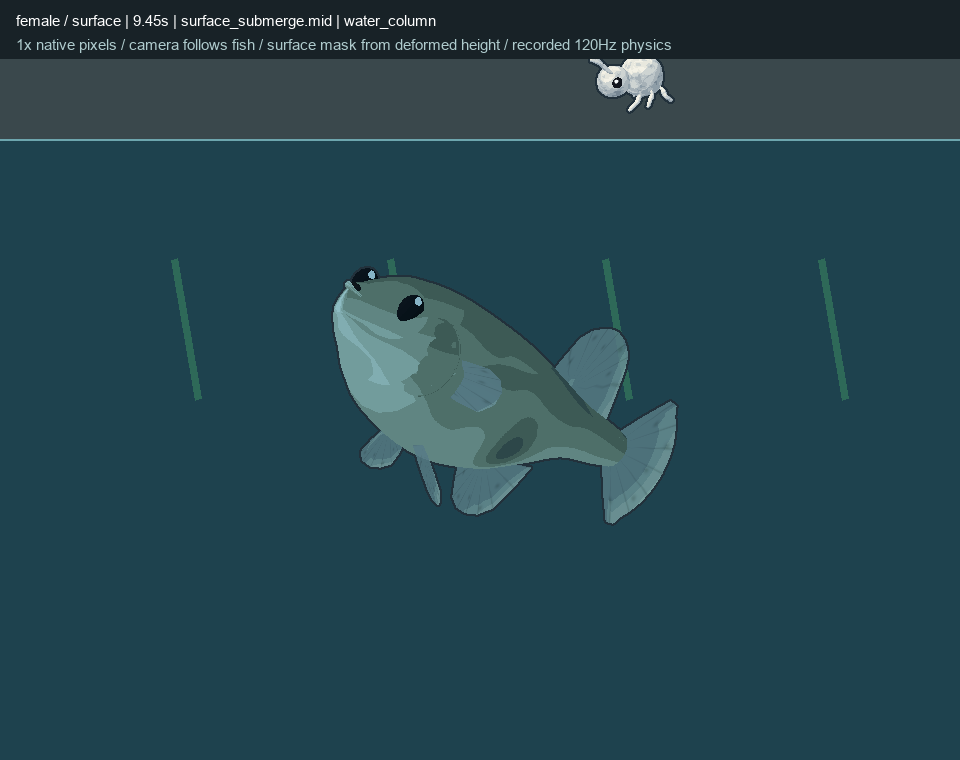 female / surface | 9.45s | surface_submerge.mid | water_column
1x native pixels / camera follows fish / surface mask from deformed height / recorded 120Hz physics